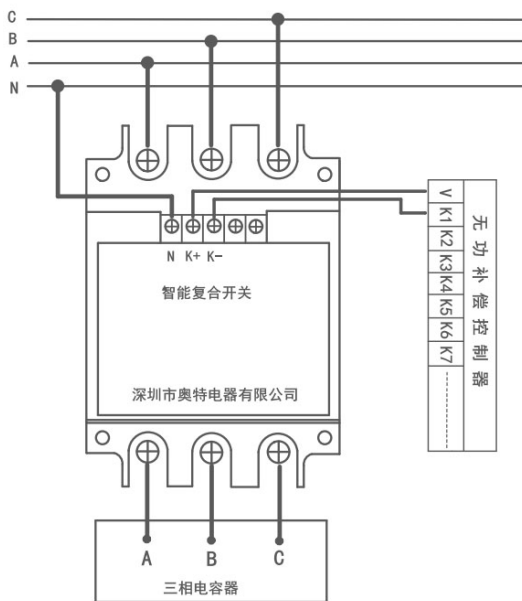 C
B
A
N
N K+ K-
智能复合开关
深圳市奥特电器有限公司
V
K1
K2
K3
K4
K5
K6
K7
无功补偿控制器
A B C
三相电容器